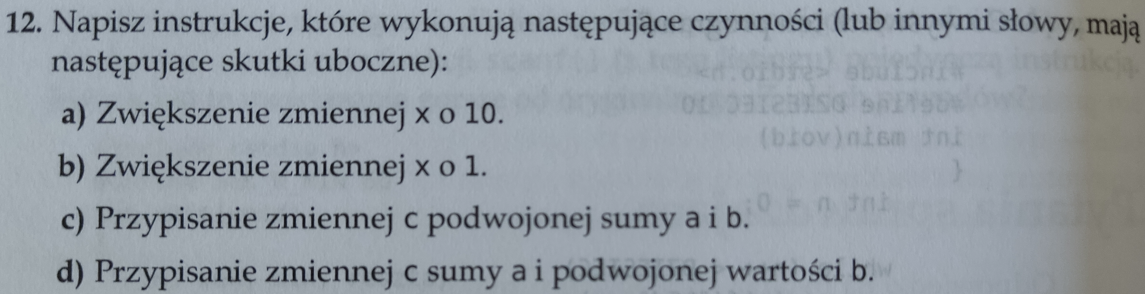 12. Napisz instrukcje, które wykonują następujące czynności (lub innymi słowy, mają
następujące skutki uboczne):
a) Zwiększenie zmiennej x o 10.
b) Zwiększenie zmiennej x o 1.
c) Przypisanie zmiennej c podwojonej sumy a i b.
d) Przypisanie zmiennej c sumy a i podwojonej wartości b.